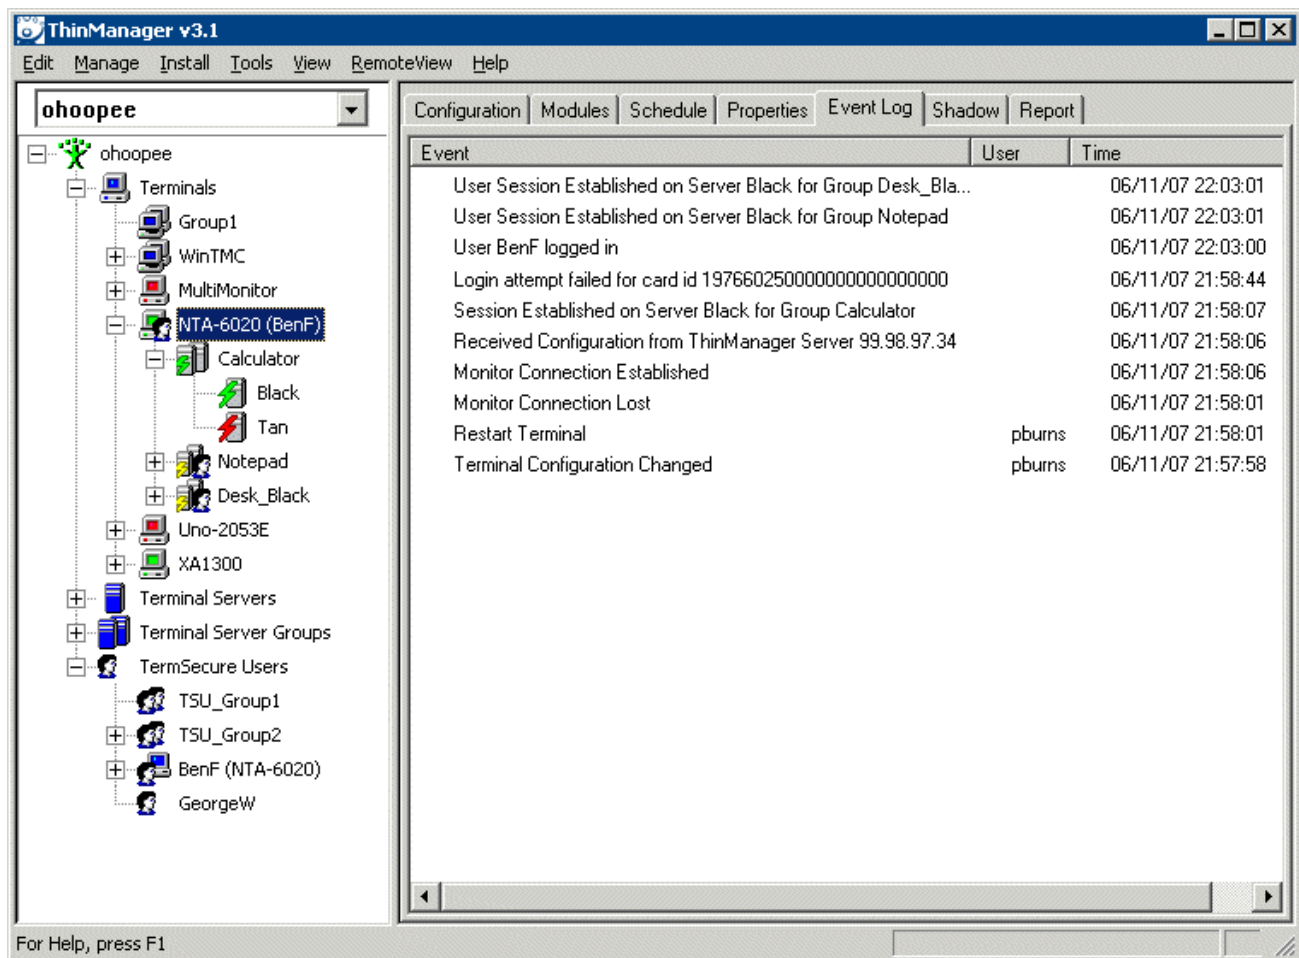 ThinManager v3.1
Edit Manage Install Tools View RemoteView Help
ohoopee
ohoopee
Terminals
Group1
WinTMC
MultiMonitor
NTA-6020 (BenF)
Calculator
Black
Tan
Notepad
Desk_Black
Uno-2053E
XA1300
Terminal Servers
Terminal Server Groups
TermSecure Users
TSU_Group1
TSU_Group2
BenF (NTA-6020)
GeorgeW
Configuration Modules Schedule Properties Event Log Shadow Report
Event User Time
User Session Established on Server Black for Group Desk_Bla... 06/11/07 22:03:01
User Session Established on Server Black for Group Notepad 06/11/07 22:03:01
User BenF logged in 06/11/07 22:03:00
Login attempt failed for card id 1976602500000000000000000 06/11/07 21:58:44
Session Established on Server Black for Group Calculator 06/11/07 21:58:07
Received Configuration from ThinManager Server 99.98.97.34 06/11/07 21:58:06
Monitor Connection Established 06/11/07 21:58:06
Monitor Connection Lost 06/11/07 21:58:01
Restart Terminal pburns 06/11/07 21:58:01
Terminal Configuration Changed pburns 06/11/07 21:57:58
For Help, press F1